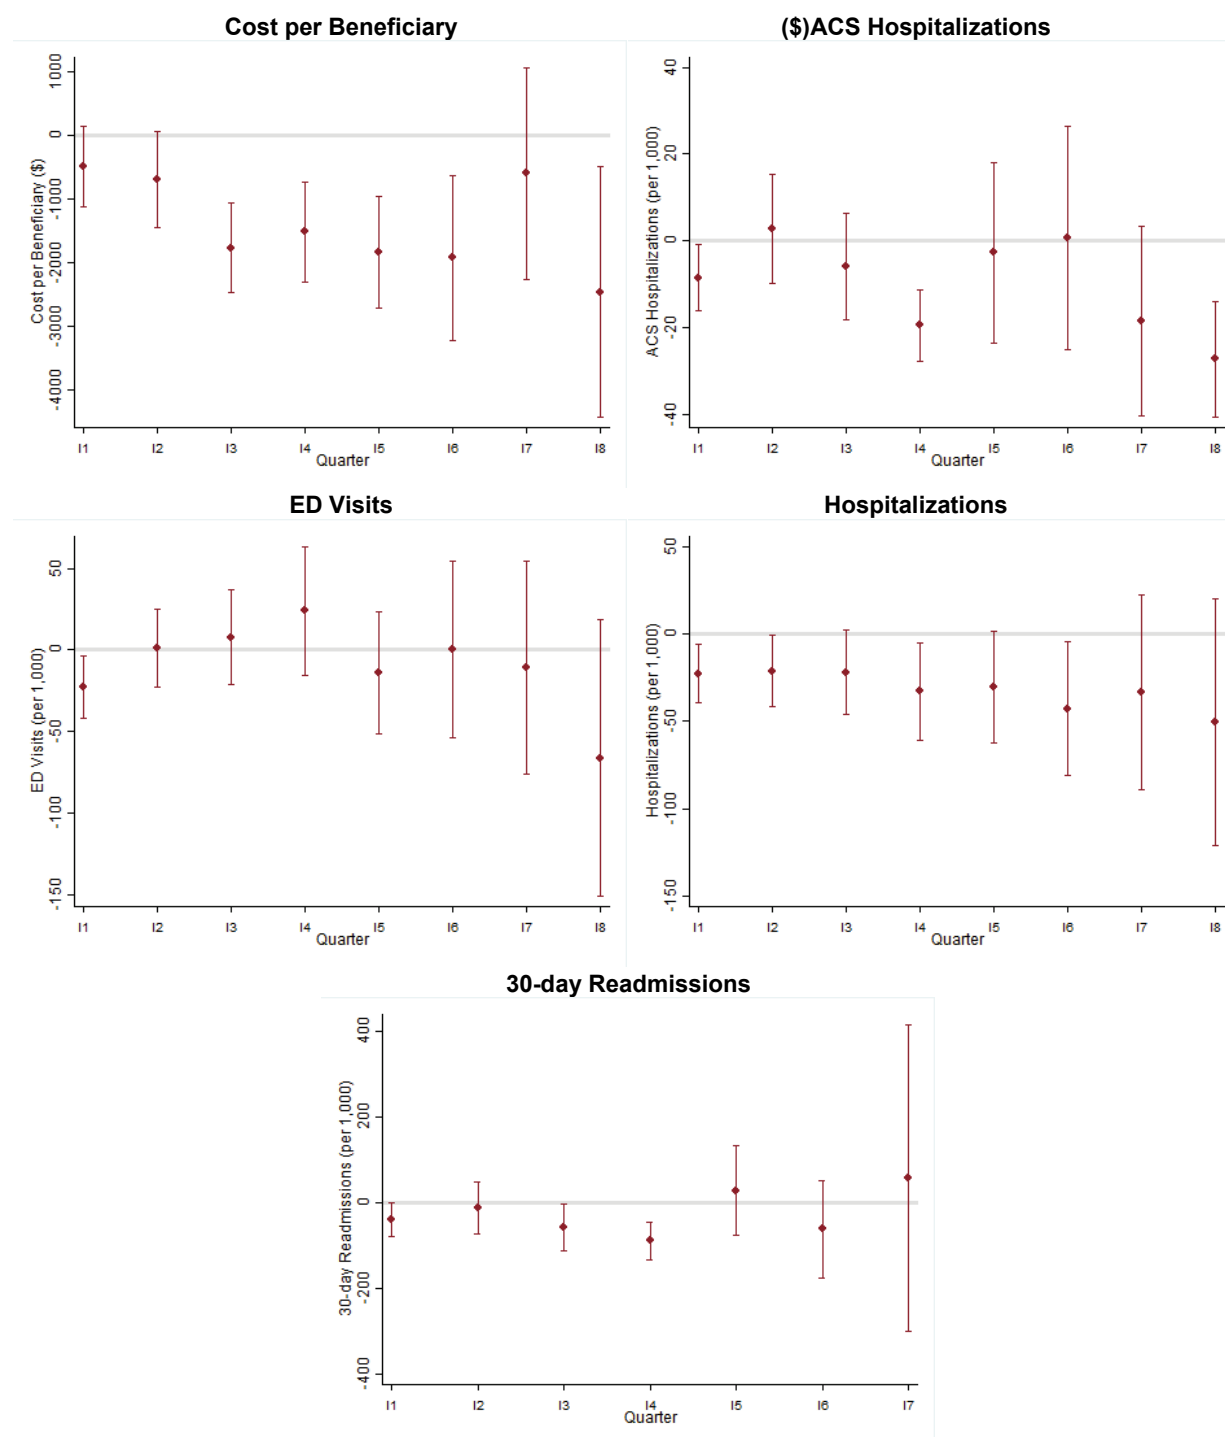 Cost per Beneficiary
($)ACS Hospitalizations
Cost per Beneficiary ($)
1000
0
-1000
-2000
-3000
-4000
I1 I2 I3 I4 I5 I6 I7 I8
Quarter
ACS Hospitalizations (per 1,000)
40
20
0
-20
-40
I1 I2 I3 I4 I5 I6 I7 I8
Quarter
ED Visits
Hospitalizations
ED Visits (per 1,000)
50
0
-50
-100
-150
I1 I2 I3 I4 I5 I6 I7 I8
Quarter
Hospitalizations (per 1,000)
50
0
-50
-100
-150
I1 I2 I3 I4 I5 I6 I7 I8
Quarter
30-day Readmissions
30-day Readmissions (per 1,000)
400
200
0
-200
-400
I1 I2 I3 I4 I5 I6 I7
Quarter